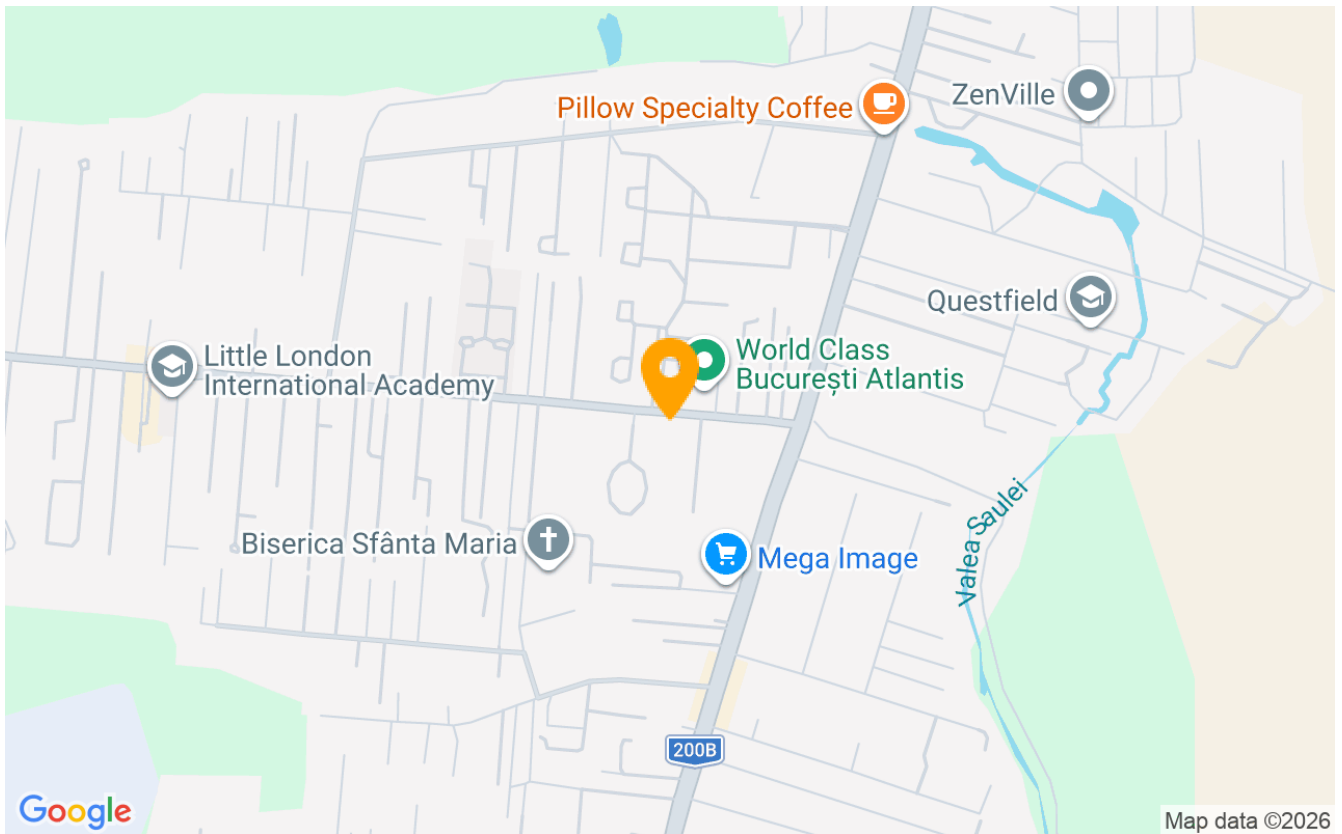 Pillow Specialty Coffee
ZenVille
Questfield
World Class
București Atlantis
Little London
International Academy
Biserica Sfânta Maria
Mega Image
Valea Saulei
200B
Google
Map data ©2026